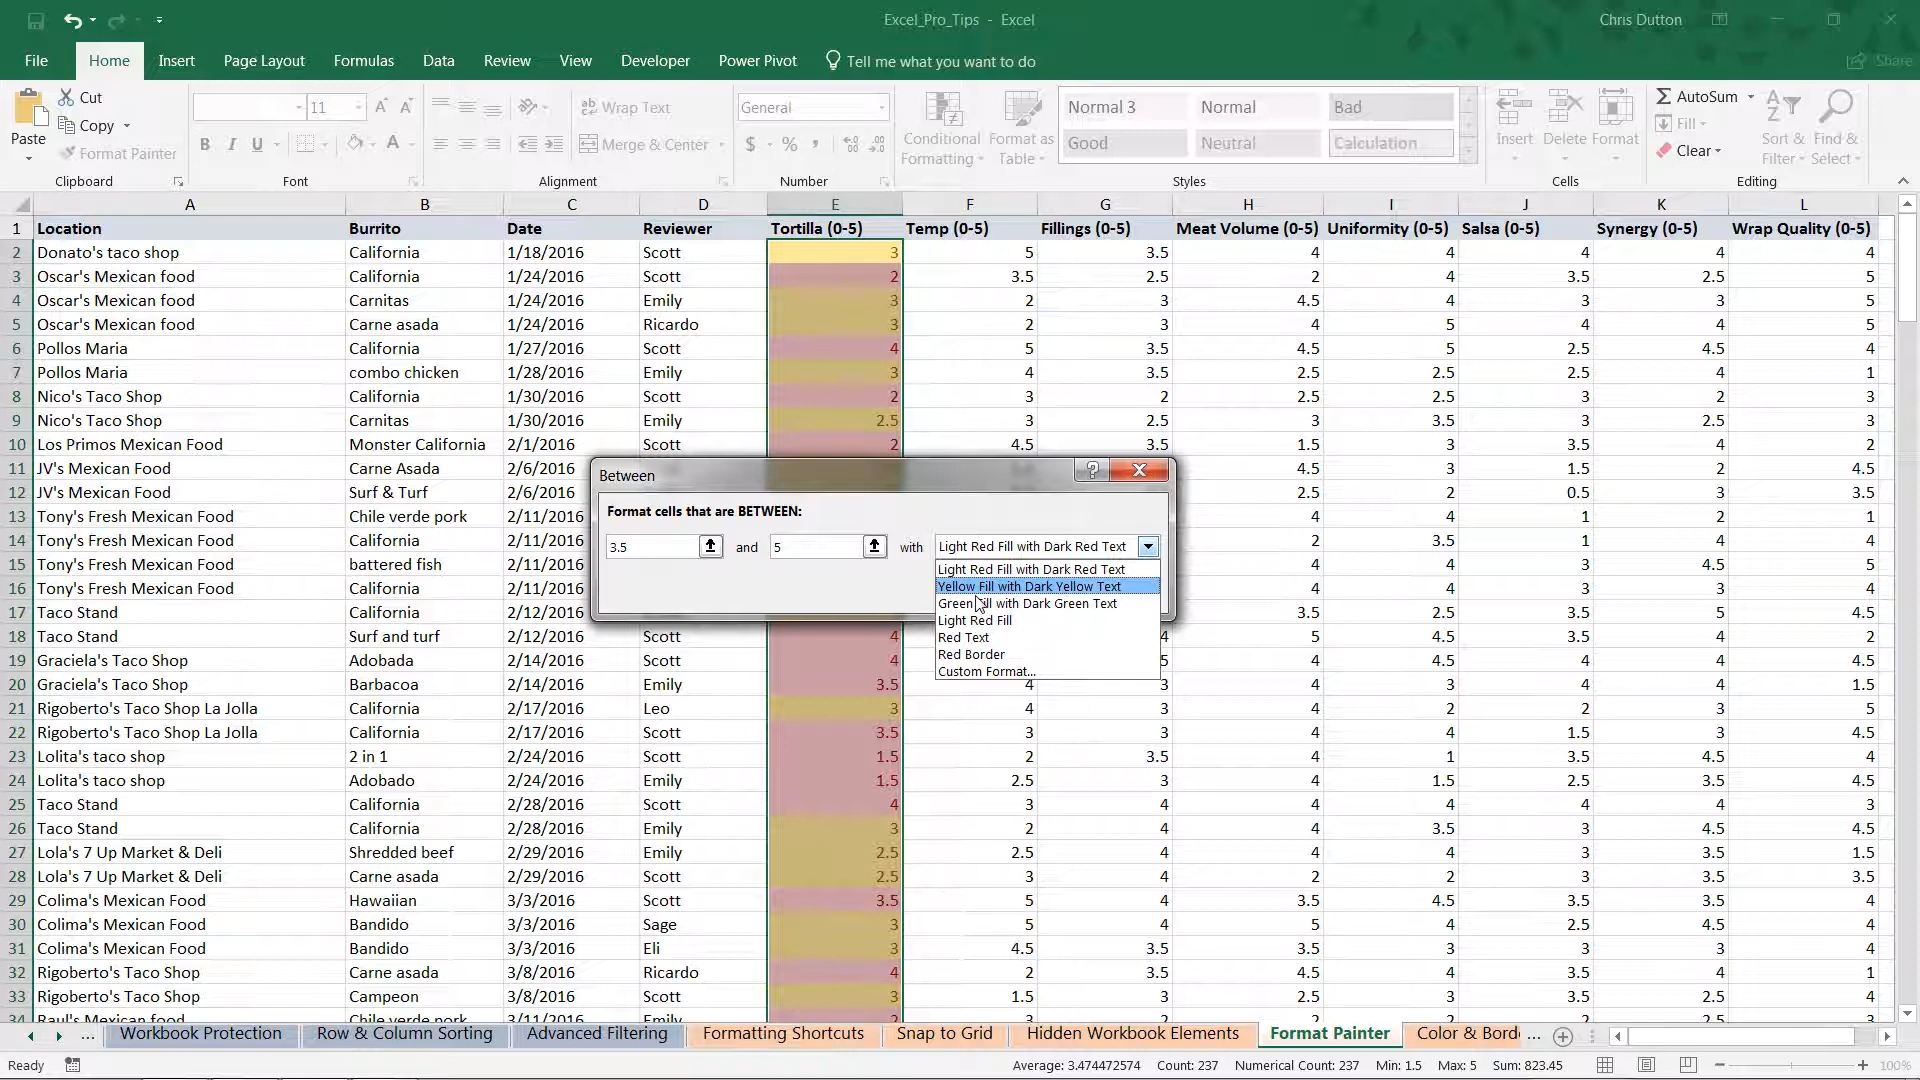 Excel_Pro_Tips - Excel
Chris Dutton
File Home Insert Page Layout Formulas Data Review View Developer Power Pivot Tell me what you want to do Share
Paste
Cut
Copy
Format Painter
Clipboard
11
B I U A
Font
Wrap Text
Merge & Center
Alignment
General
$ % ,
Number
Conditional Formatting
Format as Table
Normal 3 Normal Bad
Good Neutral Calculation
Styles
Insert Delete Format
Cells
AutoSum
Fill
Clear
Sort & Filter
Find & Select
Editing
A B C D E F G H I J K L
1 Location Burrito Date Reviewer Tortilla (0-5) Temp (0-5) Fillings (0-5) Meat Volume (0-5) Uniformity (0-5) Salsa (0-5) Synergy (0-5) Wrap Quality (0-5)
2 Donato's taco shop California 1/18/2016 Scott 3 5 3.5 4 4 4 4 4
3 Oscar's Mexican food California 1/24/2016 Scott 2 3.5 2.5 2 4 3.5 2.5 5
4 Oscar's Mexican food Carnitas 1/24/2016 Emily 3 2 3 4.5 4 3 3 5
5 Oscar's Mexican food Carne asada 1/24/2016 Ricardo 3 2 3 4 5 4 4 5
6 Pollos Maria California 1/27/2016 Scott 4 5 3.5 4.5 5 2.5 4.5 4
7 Pollos Maria combo chicken 1/28/2016 Emily 3 4 3.5 2.5 2.5 2.5 4 1
8 Nico's Taco Shop California 1/30/2016 Scott 2 3 2 2.5 2.5 3 2 3
9 Nico's Taco Shop Carnitas 1/30/2016 Emily 2.5 3 2.5 3 3.5 3 2.5 3
10 Los Primos Mexican Food Monster California 2/1/2016 Scott 2 4.5 3.5 1.5 3 3.5 4 2
11 JV's Mexican Food Carne Asada 2/6/2016 4.5 3 1.5 2 4.5
12 JV's Mexican Food Surf & Turf 2/6/2016 2.5 2 0.5 3 3.5
13 Tony's Fresh Mexican Food Chile verde pork 2/11/2016 4 4 1 2 1
14 Tony's Fresh Mexican Food California 2/11/2016 2 3.5 1 4 4
15 Tony's Fresh Mexican Food battered fish 2/11/2016 4 4 3 4 4
16 Tony's Fresh Mexican Food California 2/11/2016 4 4 3 3 4
17 Taco Stand California 2/12/2016 3.5 2.5 3.5 5 4.5
18 Taco Stand Surf and turf 2/12/2016 Scott 4 4 5 4.5 3.5 4 2
19 Graciela's Taco Shop Adobada 2/14/2016 Scott 4 5 4 4.5 4 4 4.5
20 Graciela's Taco Shop Barbacoa 2/14/2016 Emily 3.5 4 3 4 3 4 4 1.5
21 Rigoberto's Taco Shop La Jolla California 2/17/2016 Leo 3 4 3 4 2 2 3 5
22 Rigoberto's Taco Shop La Jolla California 2/17/2016 Scott 3.5 3 3 4 4 1.5 3 4.5
23 Lolita's taco shop 2 in 1 2/24/2016 Scott 1.5 2 3.5 4 1 3.5 4.5 4
24 Lolita's taco shop Adobado 2/24/2016 Emily 1.5 2.5 3 4 1.5 2.5 3.5 4.5
25 Taco Stand California 2/28/2016 Scott 4 3 4 4 4 4 4 3
26 Taco Stand California 2/28/2016 Emily 3 2 4 4 3.5 3 4.5 4.5
27 Lola's 7 Up Market & Deli Shredded beef 2/29/2016 Emily 2.5 2.5 4 4 4 3 3.5 1.5
28 Lola's 7 Up Market & Deli Carne asada 2/29/2016 Scott 2.5 3 4 2 2 3 3.5 3.5
29 Colima's Mexican Food Hawaiian 3/3/2016 Scott 3.5 5 4 3.5 4.5 3.5 3.5 4
30 Colima's Mexican Food Bandido 3/3/2016 Sage 3 5 4 5 4 2.5 4.5 4
31 Colima's Mexican Food Bandido 3/3/2016 Eli 3 4.5 3.5 3.5 3 3 3 4
32 Rigoberto's Taco Shop Carne asada 3/8/2016 Ricardo 4 2 3.5 4.5 4 3.5 4 1
33 Rigoberto's Taco Shop Campeon 3/8/2016 Scott 3 1.5 3 2.5 3 3.5 2.5 4
34 Raul's Mexican food Chile verde pork 3/11/2016 Emily
Between
Format cells that are BETWEEN:
3.5 and 5 with Light Red Fill with Dark Red Text
Light Red Fill with Dark Red Text
Yellow Fill with Dark Yellow Text
Green Fill with Dark Green Text
Light Red Fill
Red Text
Red Border
Custom Format...
... Workbook Protection Row & Column Sorting Advanced Filtering Formatting Shortcuts Snap to Grid Hidden Workbook Elements Format Painter Color & Borde ...
Ready Average: 3.474472574 Count: 237 Numerical Count: 237 Min: 1.5 Max: 5 Sum: 823.45 100%